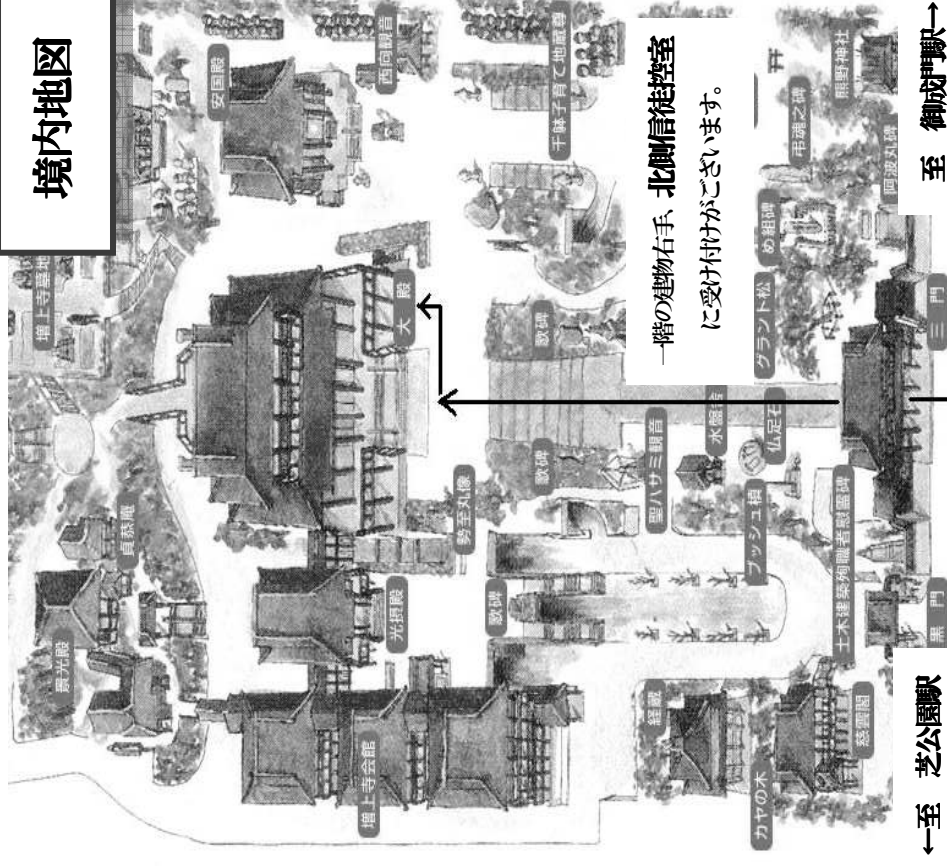 境内地図
安国殿
西向観音
増上寺墓地
千躰子育て地蔵尊
一階の建物右手、北側信徒控室
に受け付けがございます。
熊野神社
弔魂之碑
阿波丸碑
め組碑
グラント松
至 御成門駅→
大殿
歌碑
三門
水盤舎
仏足石
聖ハサミ観音
歌碑
ブッシュ槙
勢至丸像
貞恭庵
光摂殿
歌碑
土木建築殉職者慰霊碑
黒門
景光殿
増上寺会館
経蔵
慈雲閣
カヤの木
←至 芝公園駅